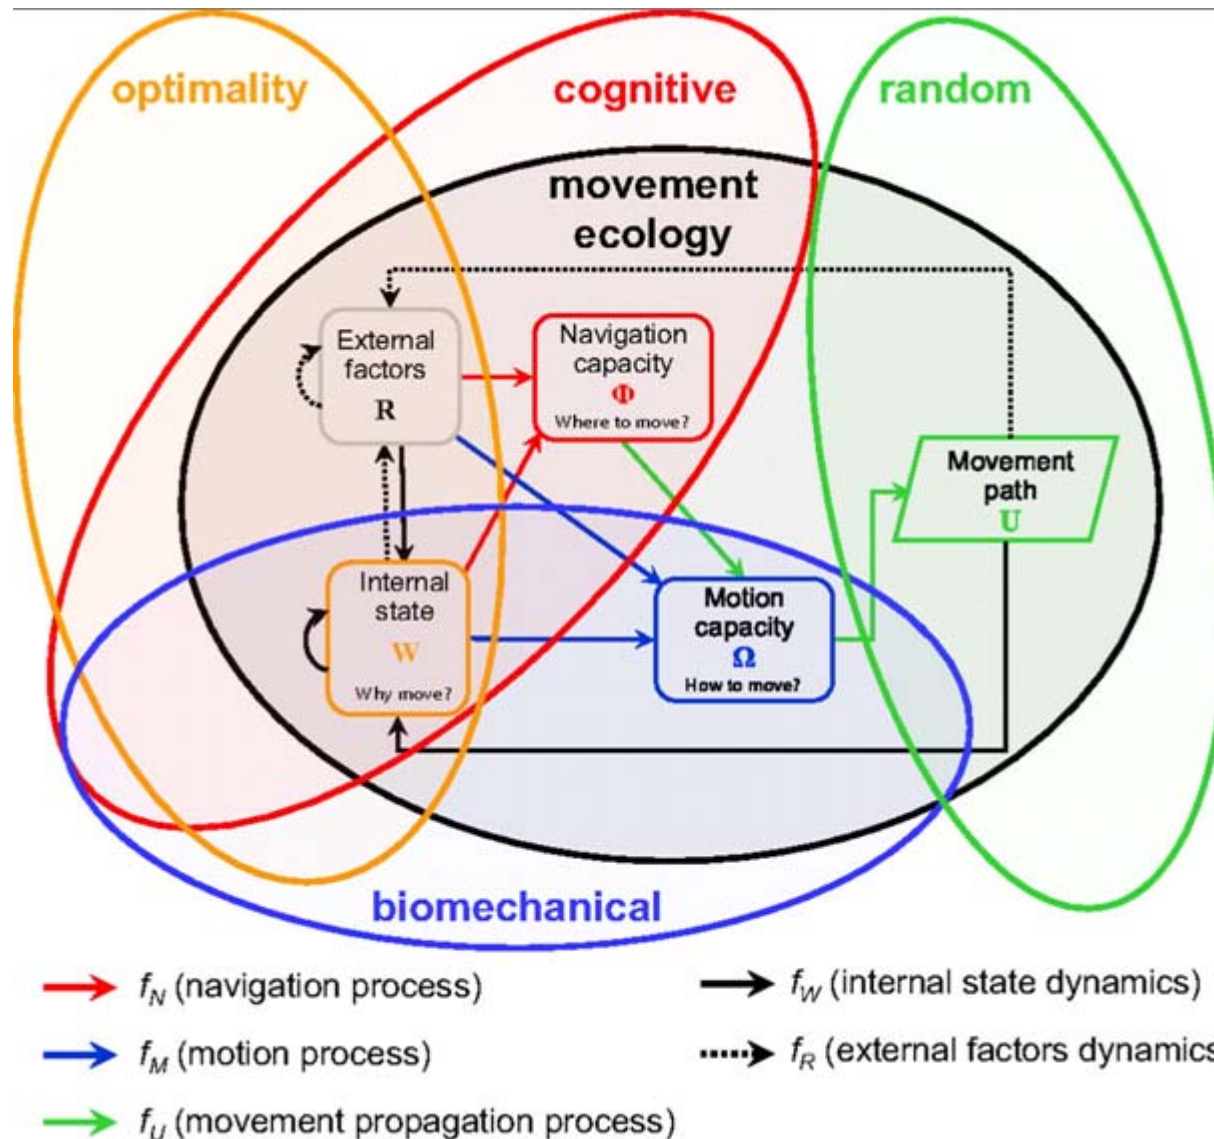 optimality
cognitive
random
movement
ecology
External
factors
R
Navigation
capacity
Φ
Where to move?
Movement
path
U
Internal
state
W
Why move?
Motion
capacity
Ω
How to move?
biomechanical
f_N (navigation process)
f_W (internal state dynamics)
f_M (motion process)
f_R (external factors dynamics
f_U (movement propagation process)